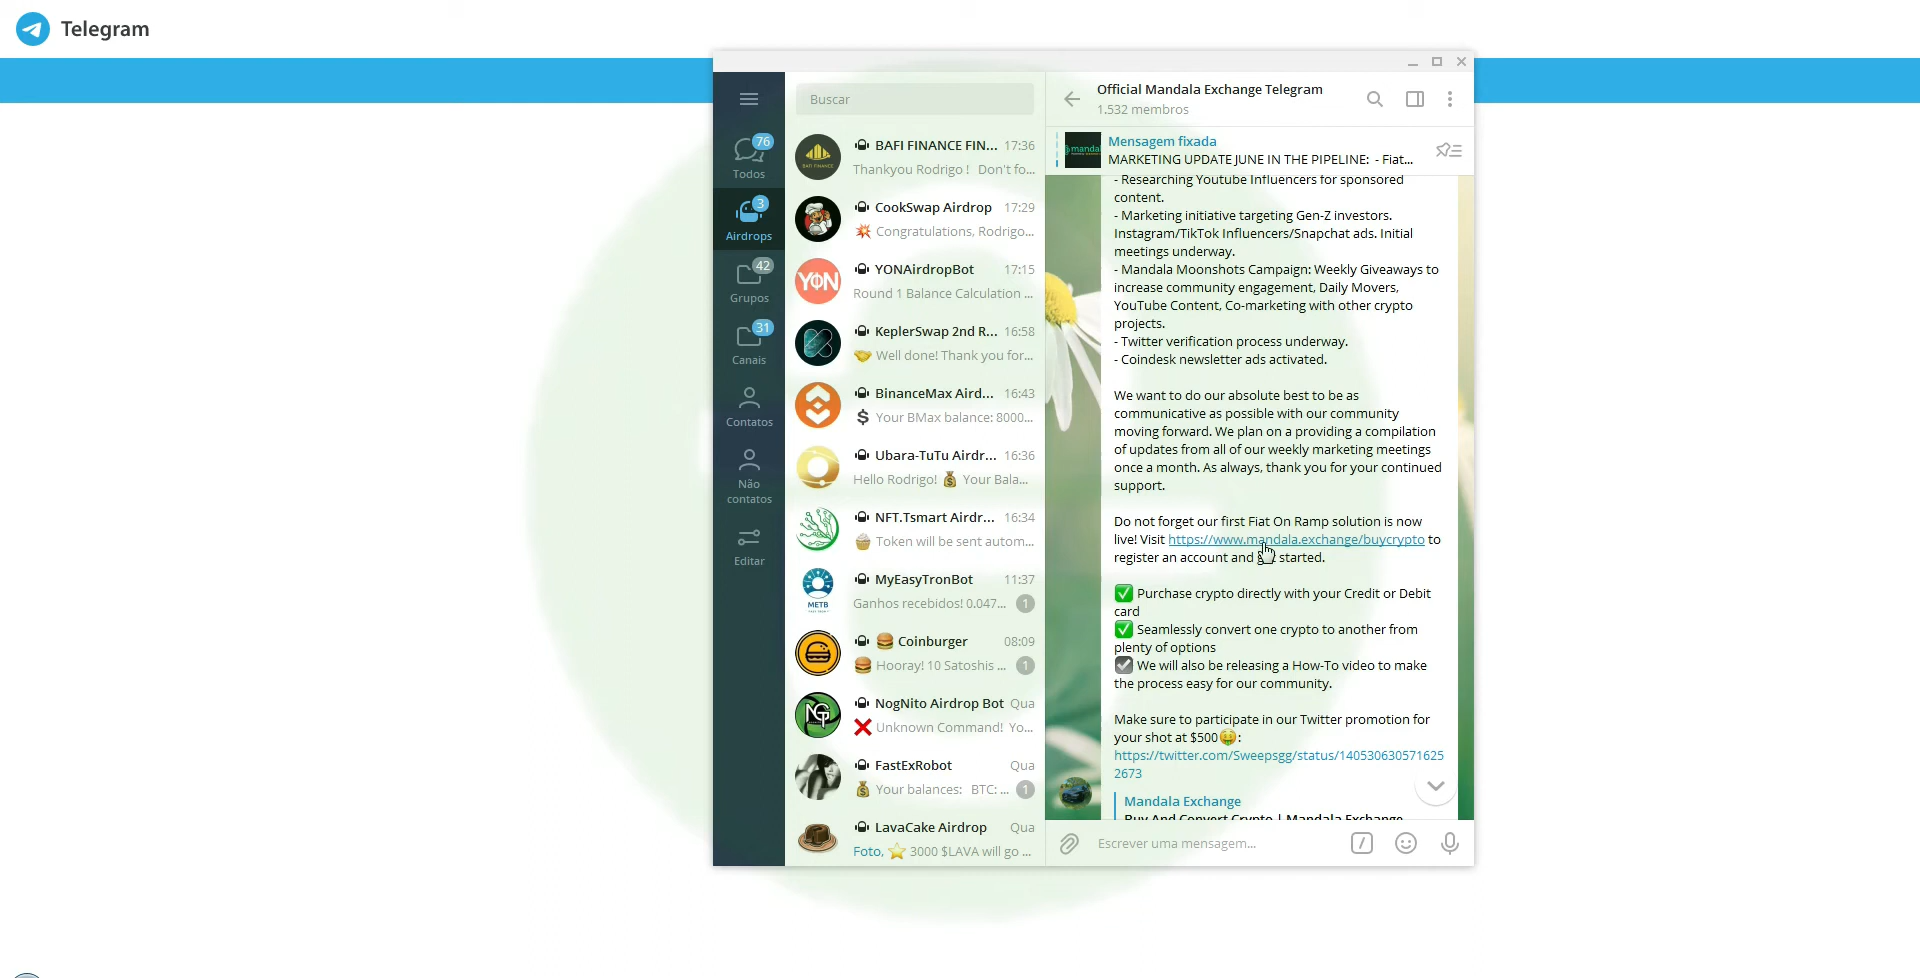 Telegram
Buscar
76
Todos
3
Airdrops
42
Grupos
31
Canais
Contatos
Não
contatos
Editar
BAFI FINANCE FIN... 17:36
Thankyou Rodrigo ! Don't fo...
CookSwap Airdrop 17:29
💥 Congratulations, Rodrigo...
YONAirdropBot 17:15
Round 1 Balance Calculation ...
KeplerSwap 2nd R... 16:58
🤝 Well done! Thank you for...
BinanceMax Aird... 16:43
💲 Your BMax balance: 8000...
Ubara-TuTu Airdr... 16:36
Hello Rodrigo! 💰 Your Bala...
NFT.Tsmart Airdr... 16:34
🧁 Token will be sent autom...
MyEasyTronBot 11:37
Ganhos recebidos! 0.047... 1
🍔 Coinburger 08:09
🍔 Hooray! 10 Satoshis ... 1
NogNito Airdrop Bot Qua
❌ Unknown Command! Yo...
FastExRobot Qua
💰 Your balances: BTC: ... 1
LavaCake Airdrop Qua
Foto, ⭐ 3000 $LAVA will go ...
BAFI FINANCE
YON
METB
Official Mandala Exchange Telegram
1.532 membros
mandal
Mensagem fixada
MARKETING UPDATE JUNE IN THE PIPELINE: - Fiat...
- Researching Youtube Influencers for sponsored
content.
- Marketing initiative targeting Gen-Z investors.
Instagram/TikTok Influencers/Snapchat ads. Initial
meetings underway.
- Mandala Moonshots Campaign: Weekly Giveaways to
increase community engagement, Daily Movers,
YouTube Content, Co-marketing with other crypto
projects.
- Twitter verification process underway.
- Coindesk newsletter ads activated.
We want to do our absolute best to be as
communicative as possible with our community
moving forward. We plan on a providing a compilation
of updates from all of our weekly marketing meetings
once a month. As always, thank you for your continued
support.
Do not forget our first Fiat On Ramp solution is now
live! Visit https://www.mandala.exchange/buycrypto to
register an account and get started.
✅ Purchase crypto directly with your Credit or Debit
card
✅ Seamlessly convert one crypto to another from
plenty of options
☑ We will also be releasing a How-To video to make
the process easy for our community.
Make sure to participate in our Twitter promotion for
your shot at $500🤑:
https://twitter.com/Sweepsgg/status/140530630571625
2673
Mandala Exchange
Buy And Convert Crypto | Mandala Exchange
Escrever uma mensagem...